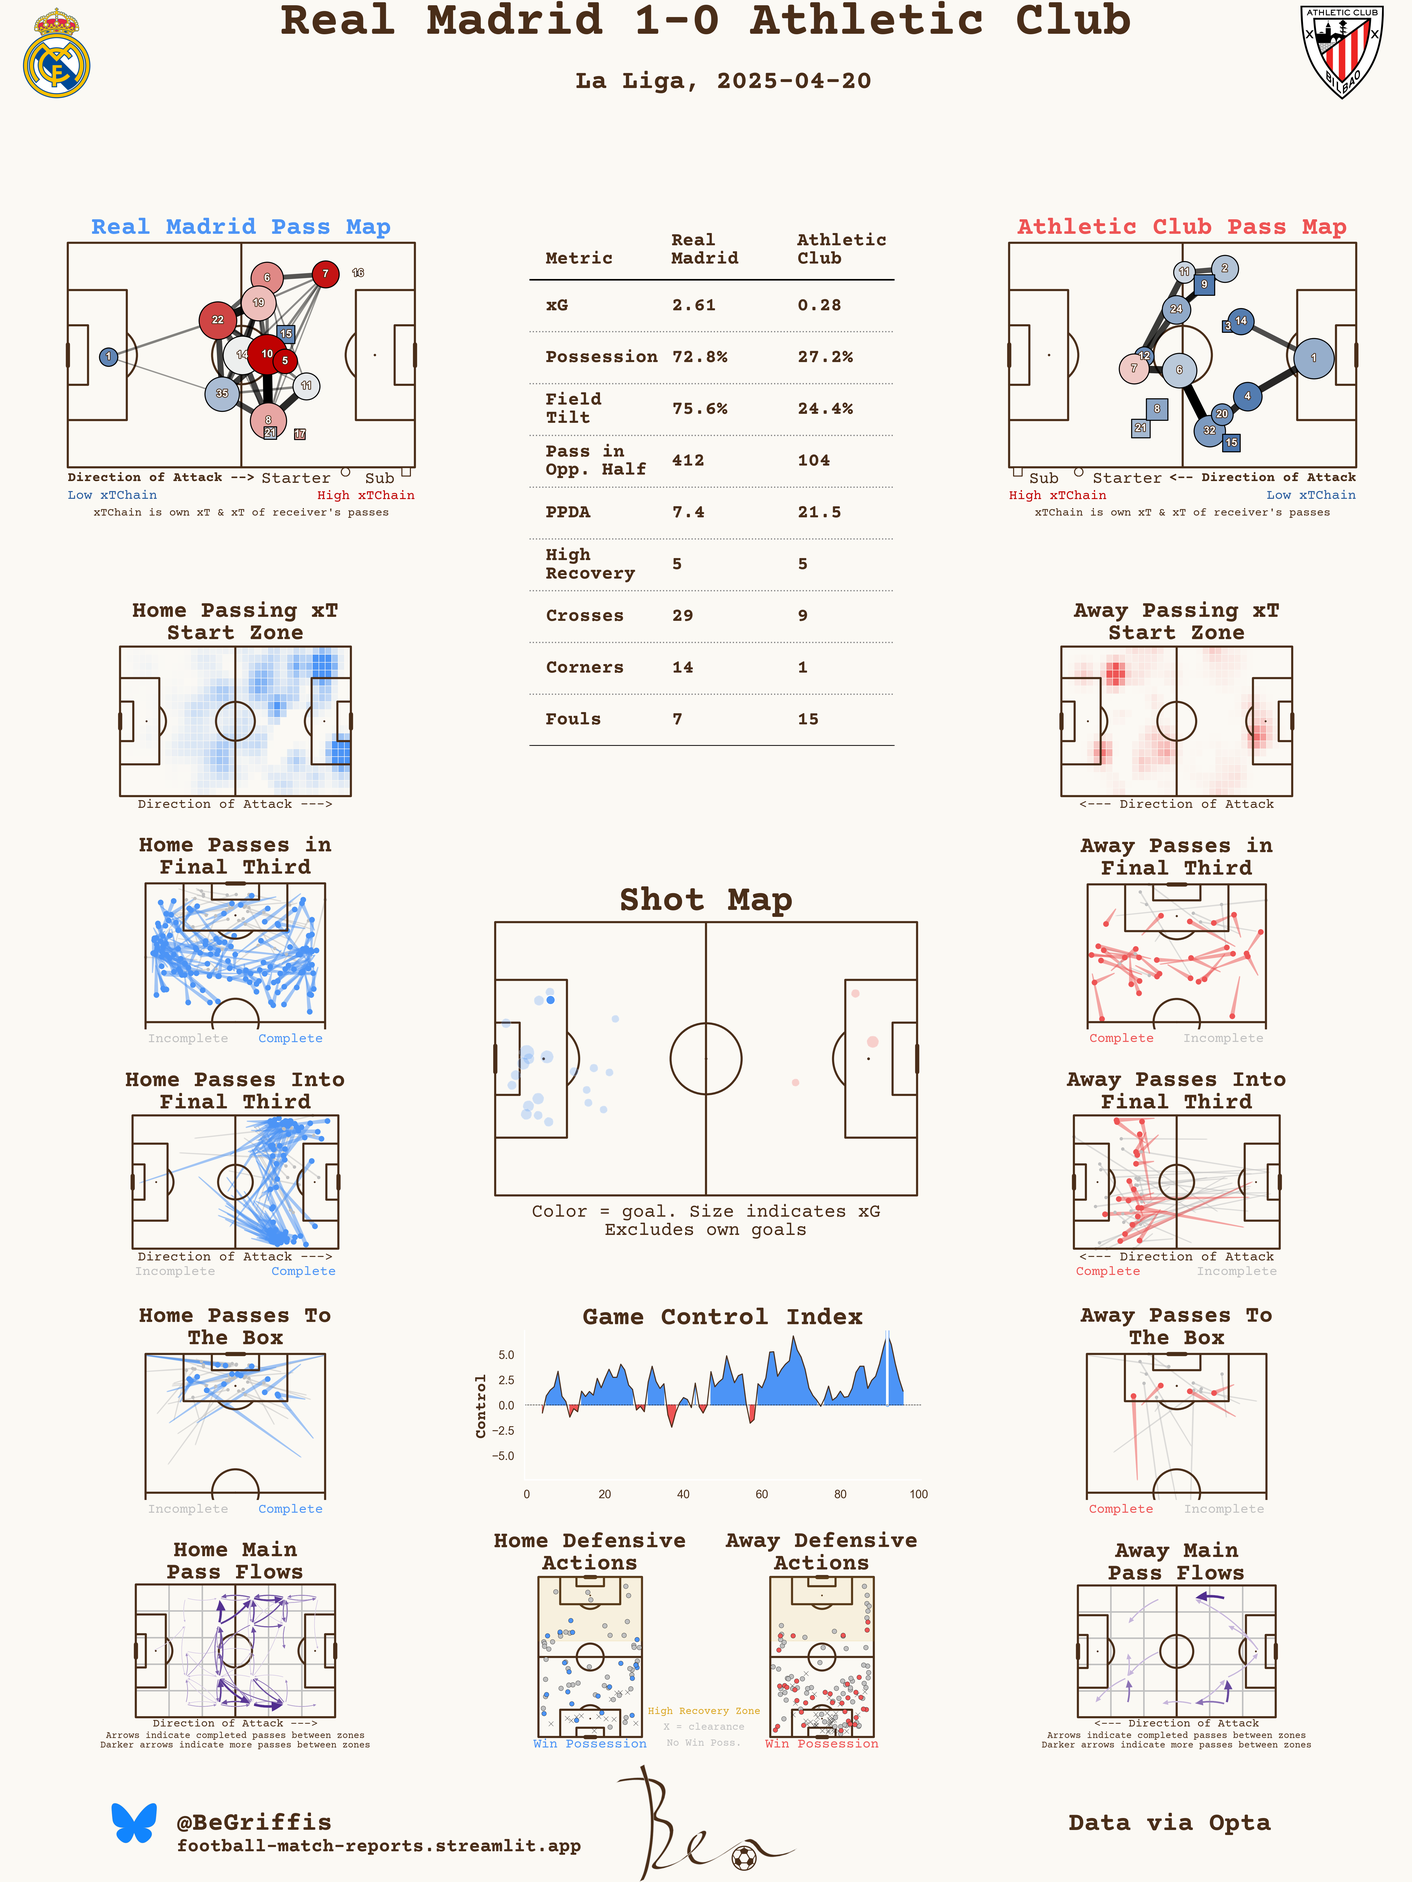 Real Madrid 1-0 Athletic Club
La Liga, 2025-04-20
ATHLETIC CLUB
BILBAO
Real Madrid Pass Map
6
7
16
19
22
15
1
14
10
5
35
11
8
21
17
Direction of Attack --> Starter Sub
Low xTChain High xTChain
xTChain is own xT & xT of receiver's passes
Metric Real Madrid Athletic Club
xG 2.61 0.28
Possession 72.8% 27.2%
Field Tilt 75.6% 24.4%
Pass in Opp. Half 412 104
PPDA 7.4 21.5
High Recovery 5 5
Crosses 29 9
Corners 14 1
Fouls 7 15
Athletic Club Pass Map
11
2
9
24
3
14
12
1
7
6
4
8
20
21
32
15
Sub Starter <-- Direction of Attack
High xTChain Low xTChain
xTChain is own xT & xT of receiver's passes
Home Passing xT
Start Zone
Direction of Attack --->
Away Passing xT
Start Zone
<--- Direction of Attack
Home Passes in
Final Third
Incomplete Complete
Away Passes in
Final Third
Complete Incomplete
Shot Map
Color = goal. Size indicates xG
Excludes own goals
Home Passes Into
Final Third
Direction of Attack --->
Incomplete Complete
Away Passes Into
Final Third
<--- Direction of Attack
Complete Incomplete
Home Passes To
The Box
Incomplete Complete
Game Control Index
Control
5.0
2.5
0.0
−2.5
−5.0
0 20 40 60 80 100
Away Passes To
The Box
Complete Incomplete
Home Main
Pass Flows
Direction of Attack --->
Arrows indicate completed passes between zones
Darker arrows indicate more passes between zones
Home Defensive
Actions
Win Possession
High Recovery Zone
X = clearance
No Win Poss.
Away Defensive
Actions
Win Possession
Away Main
Pass Flows
<--- Direction of Attack
Arrows indicate completed passes between zones
Darker arrows indicate more passes between zones
@BeGriffis
football-match-reports.streamlit.app
Ben
Data via Opta